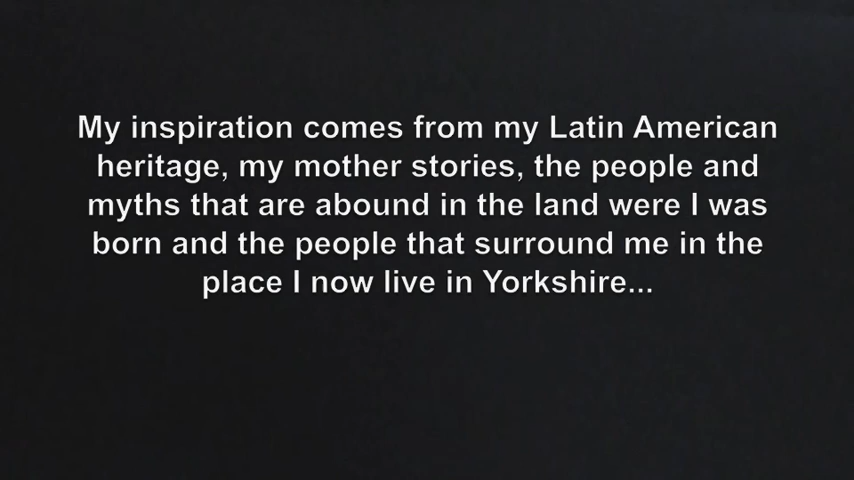 My inspiration comes from my Latin American
heritage, my mother stories, the people and
myths that are abound in the land were I was
born and the people that surround me in the
place I now live in Yorkshire...